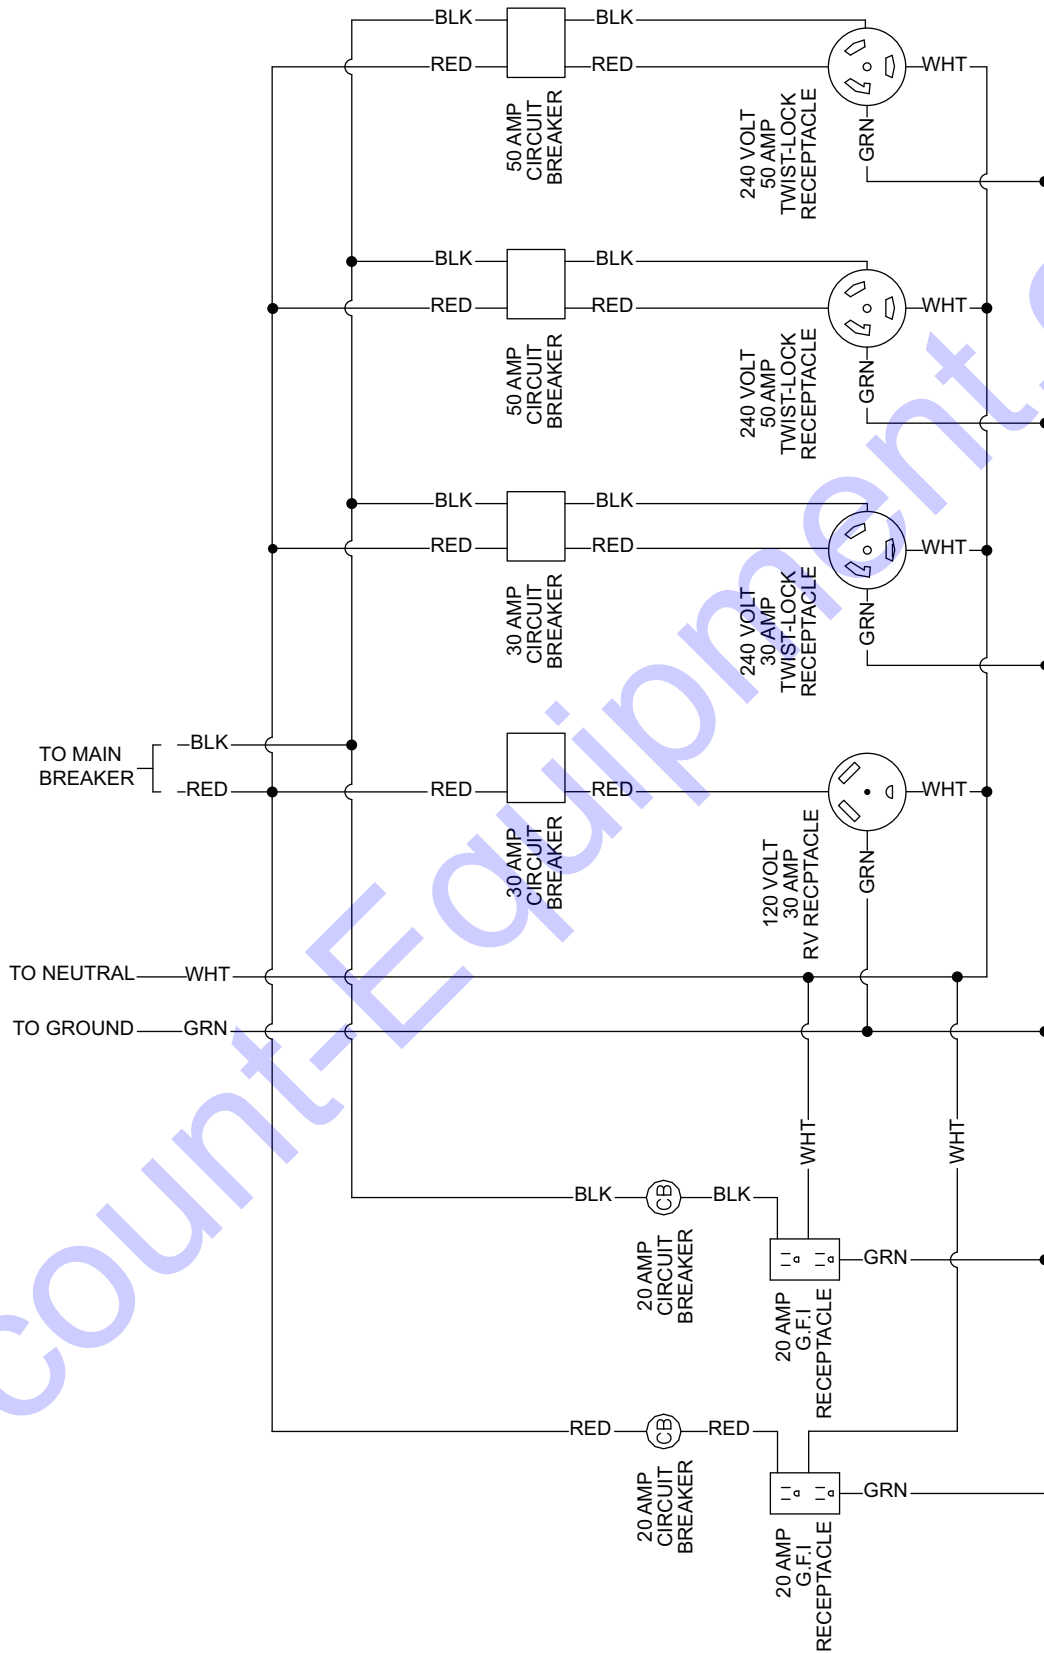 BLK
BLK
RED
RED
WHT
50 AMP
CIRCUIT
BREAKER
240 VOLT
50 AMP
TWIST-LOCK
RECEPTACLE
GRN
BLK
BLK
RED
RED
WHT
50 AMP
CIRCUIT
BREAKER
240 VOLT
50 AMP
TWIST-LOCK
RECEPTACLE
GRN
BLK
BLK
RED
RED
WHT
30 AMP
CIRCUIT
BREAKER
240 VOLT
30 AMP
TWIST-LOCK
RECEPTACLE
GRN
TO MAIN
BREAKER
BLK
RED
RED
RED
WHT
30 AMP
CIRCUIT
BREAKER
120 VOLT
30 AMP
RV RECPTACLE
GRN
TO NEUTRAL
WHT
TO GROUND
GRN
WHT
WHT
BLK
CB
BLK
20 AMP
CIRCUIT
BREAKER
GRN
20 AMP
G.F.I
RECEPTACLE
RED
CB
RED
20 AMP
CIRCUIT
BREAKER
GRN
20 AMP
G.F.I
RECEPTACLE
count-Equipment.